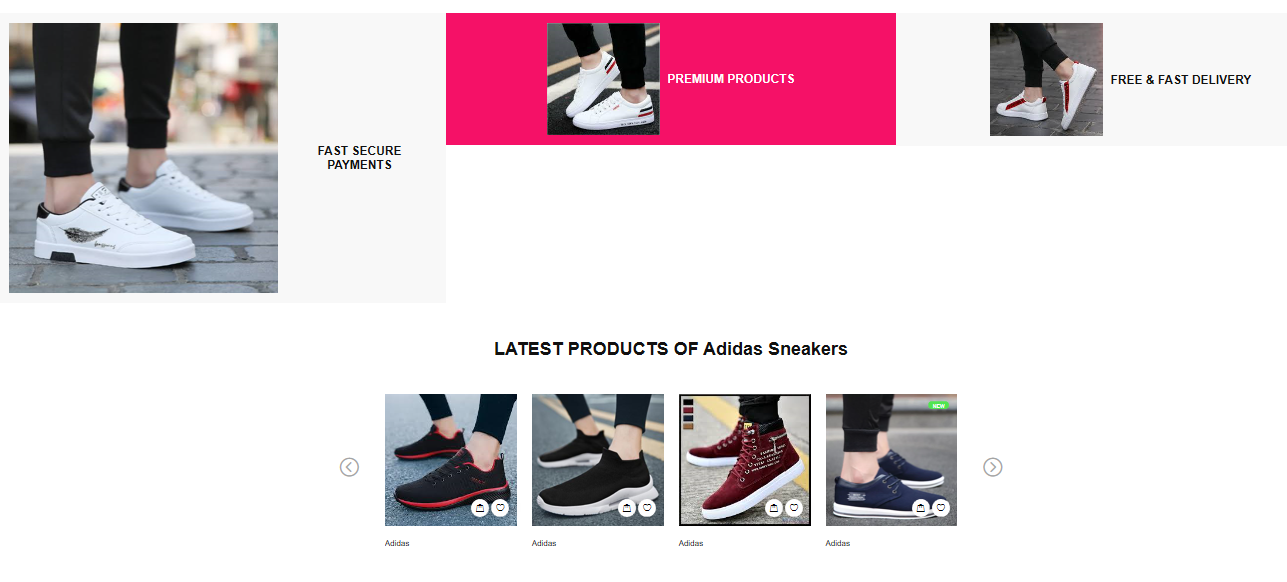 FAST SECURE
PAYMENTS
PREMIUM PRODUCTS
FREE & FAST DELIVERY
LATEST PRODUCTS OF Adidas Sneakers
NEW
Adidas
Adidas
Adidas
Adidas